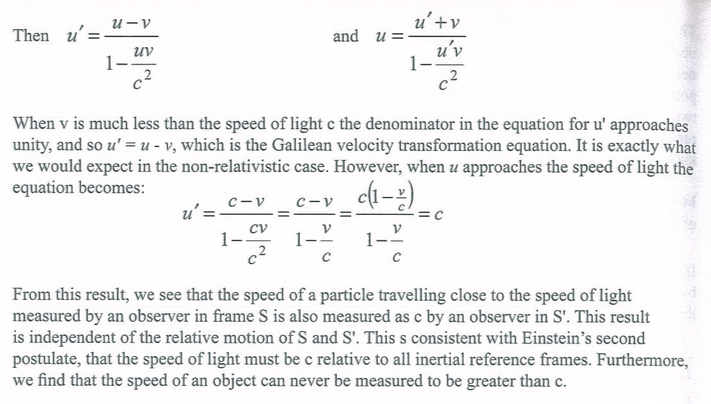 Then u' = (u - v) / (1 - uv/c²) and u = (u' + v) / (1 - u'v/c²)
When v is much less than the speed of light c the denominator in the equation for u' approaches
unity, and so u' = u - v, which is the Galilean velocity transformation equation. It is exactly what
we would expect in the non-relativistic case. However, when u approaches the speed of light the
equation becomes:
u' = (c - v) / (1 - cv/c²) = (c - v) / (1 - v/c) = c(1 - v/c) / (1 - v/c) = c
From this result, we see that the speed of a particle travelling close to the speed of light
measured by an observer in frame S is also measured as c by an observer in S'. This result
is independent of the relative motion of S and S'. This s consistent with Einstein's second
postulate, that the speed of light must be c relative to all inertial reference frames. Furthermore,
we find that the speed of an object can never be measured to be greater than c.